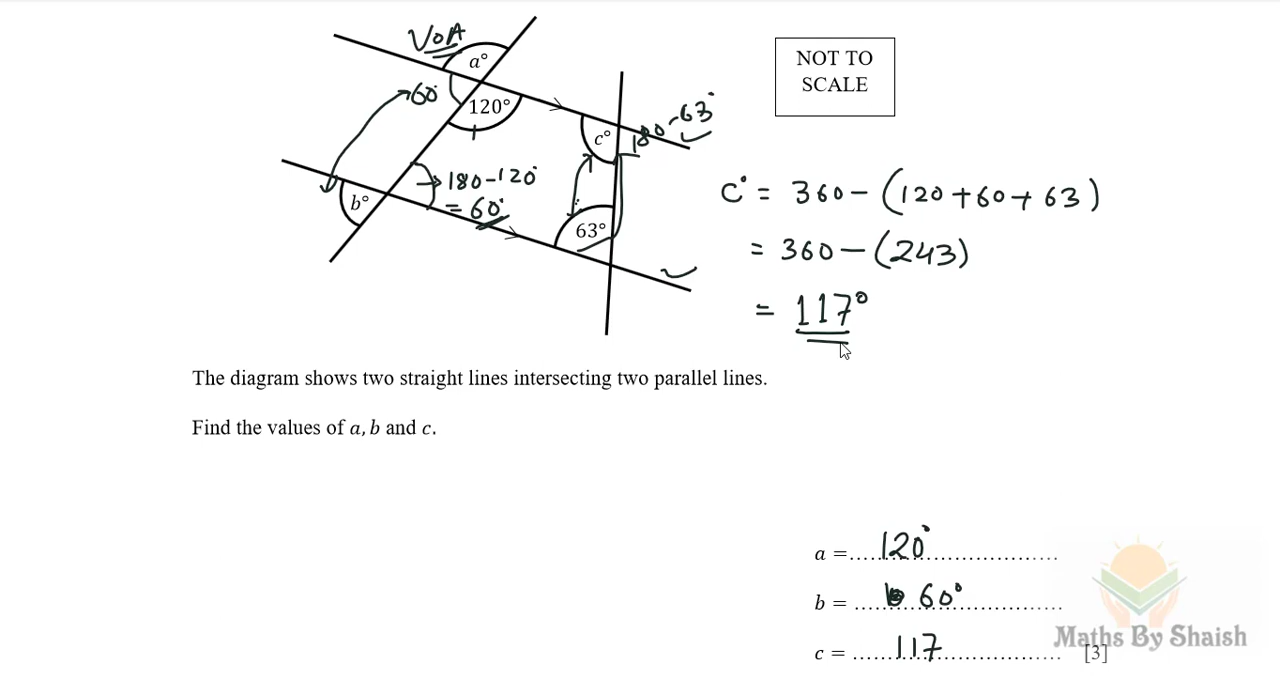 VOA
a°
NOT TO
SCALE
60°
120°
c°
180-63°
180-120°
= 60°
b°
63°
C° = 360 - (120 + 60 + 63)
= 360 - (243)
= 117°
The diagram shows two straight lines intersecting two parallel lines.
Find the values of a, b and c.
a =.....120°.....................
b = ..... 60°.....................
c = .....117.....................
Maths By Shaish
[3]